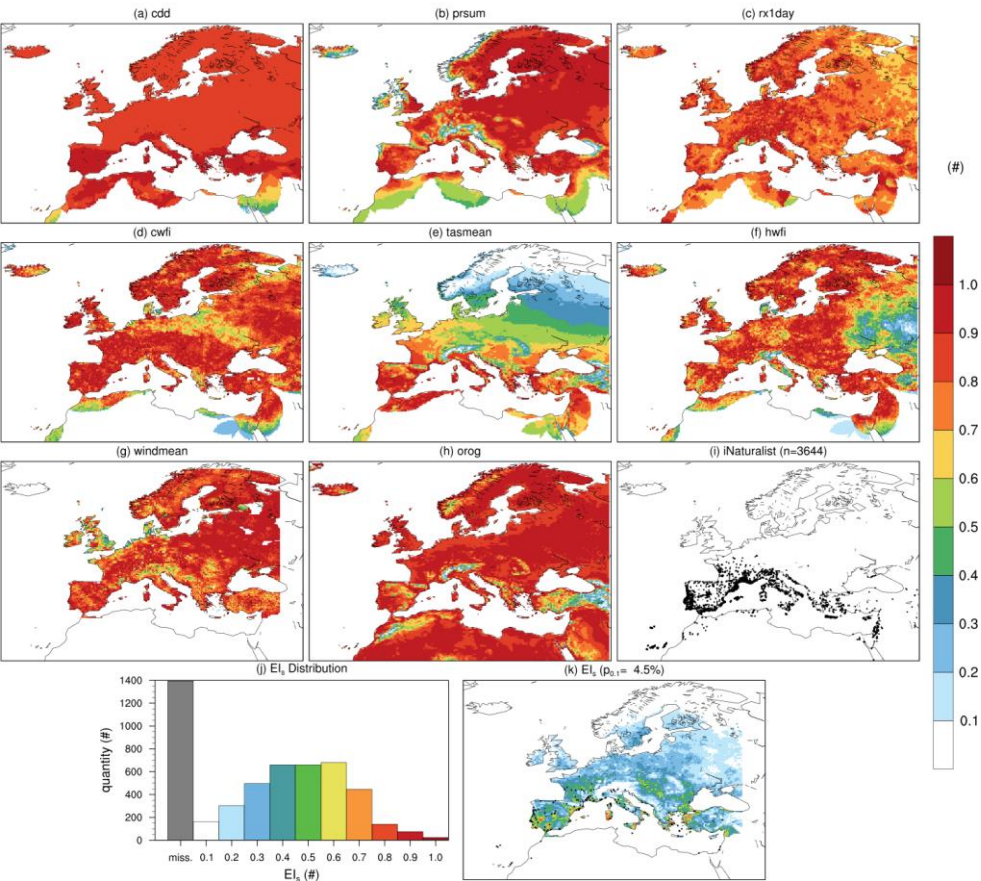 (a) cdd
(b) prsum
(c) rx1day
(#)
(d) cwfi
(e) tasmean
(f) hwfi
(g) windmean
(h) orog
(i) iNaturalist (n=3644)
1.0
0.9
0.8
0.7
0.6
0.5
0.4
0.3
0.2
0.1
(j) EIs Distribution
quantity (#)
1400
1200
1000
800
600
400
200
0
miss. 0.1 0.2 0.3 0.4 0.5 0.6 0.7 0.8 0.9 1.0
EIs (#)
(k) EIs (p0.1= 4.5%)